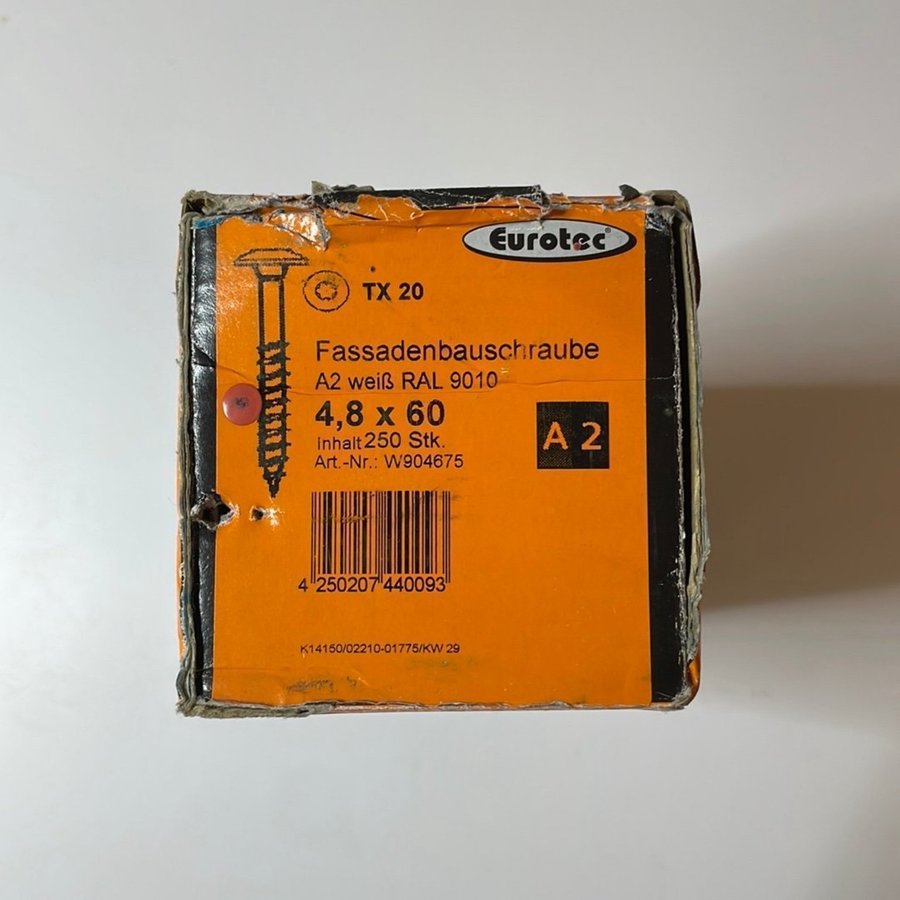 Eurotec®
TX 20
Fassadenbauschraube
A2 weiß RAL 9010
4,8 x 60
Inhalt 250 Stk.
Art.-Nr.: W904675
A 2
4 250207 440093
K14150/02210-01775/KW 29